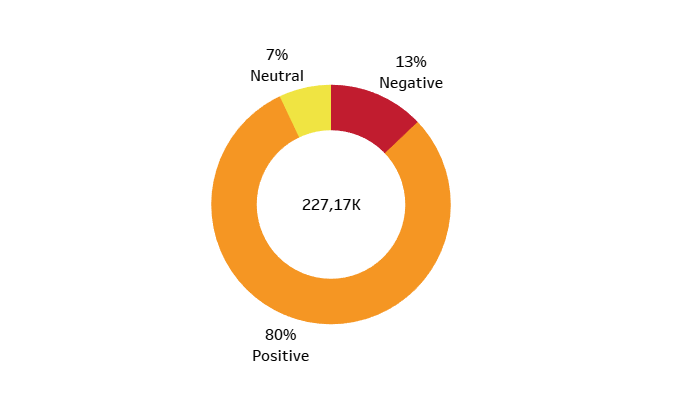 7%
Neutral
13%
Negative
227,17K
80%
Positive